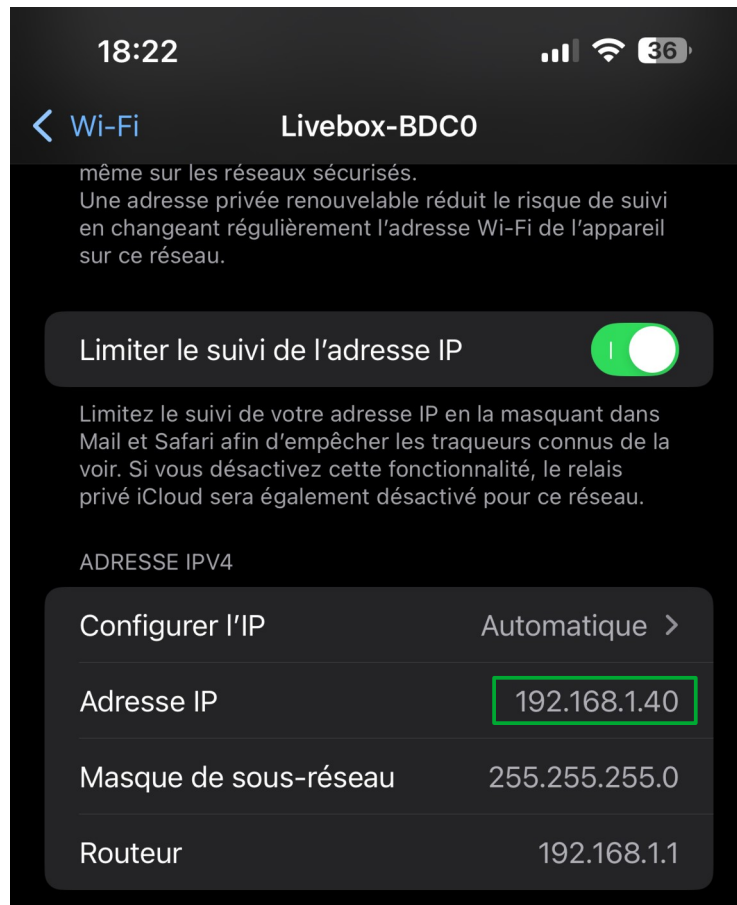 18:22
36
Wi-Fi
Livebox-BDC0
même sur les réseaux sécurisés.
Une adresse privée renouvelable réduit le risque de suivi
en changeant régulièrement l’adresse Wi-Fi de l’appareil
sur ce réseau.
Limiter le suivi de l’adresse IP
Limitez le suivi de votre adresse IP en la masquant dans
Mail et Safari afin d’empêcher les traqueurs connus de la
voir. Si vous désactivez cette fonctionnalité, le relais
privé iCloud sera également désactivé pour ce réseau.
ADRESSE IPV4
Configurer l’IP
Automatique
Adresse IP
192.168.1.40
Masque de sous-réseau
255.255.255.0
Routeur
192.168.1.1